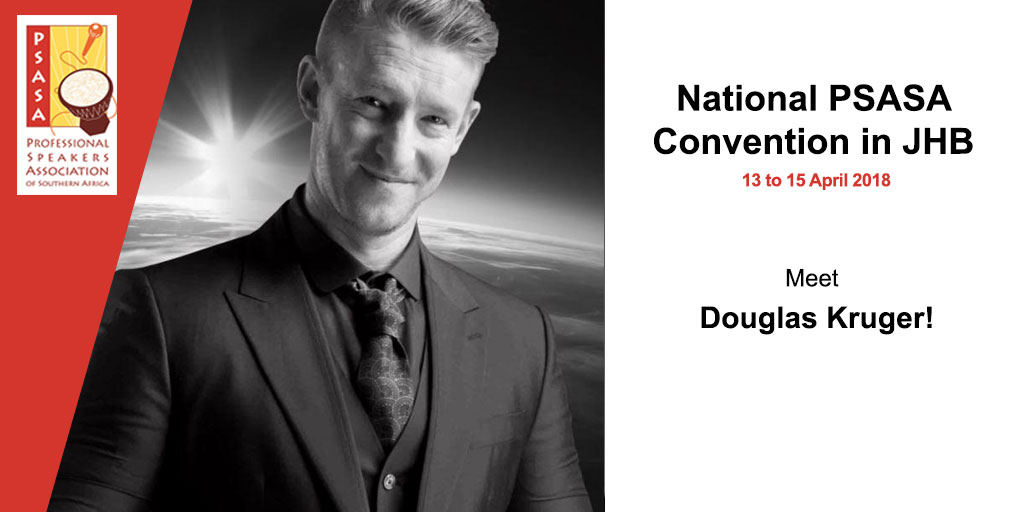 PSASA
PROFESSIONAL
SPEAKERS
ASSOCIATION
OF SOUTHERN AFRICA
National PSASA
Convention in JHB
13 to 15 April 2018
Meet
Douglas Kruger!